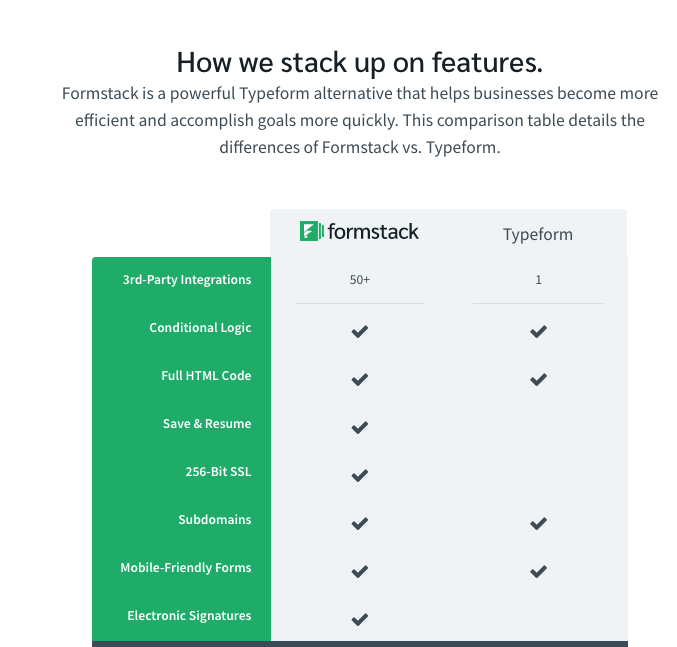 How we stack up on features.
Formstack is a powerful Typeform alternative that helps businesses become more
efficient and accomplish goals more quickly. This comparison table details the
differences of Formstack vs. Typeform.
formstack Typeform
3rd-Party Integrations 50+ 1
Conditional Logic ✔ ✔
Full HTML Code ✔ ✔
Save & Resume ✔
256-Bit SSL ✔
Subdomains ✔ ✔
Mobile-Friendly Forms ✔ ✔
Electronic Signatures ✔